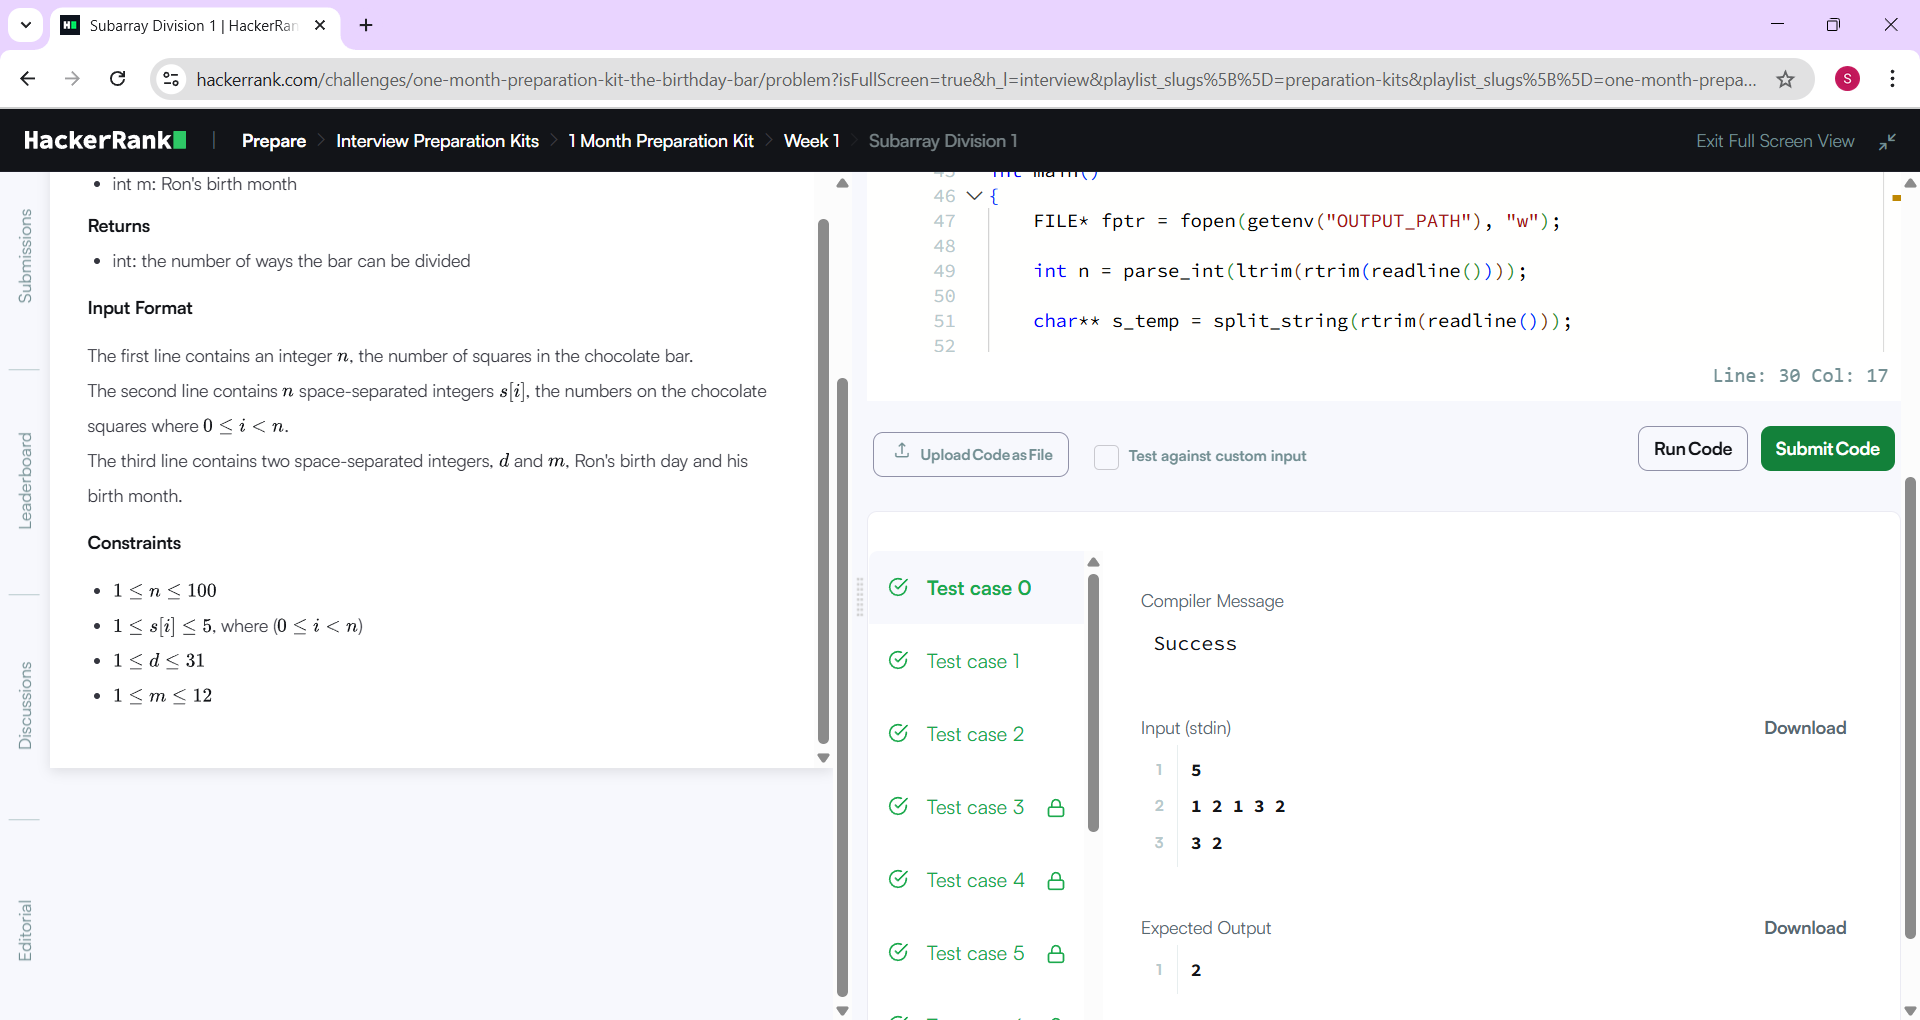 Subarray Division 1 | HackerRan
hackerrank.com/challenges/one-month-preparation-kit-the-birthday-bar/problem?isFullScreen=true&h_l=interview&playlist_slugs%5B%5D=preparation-kits&playlist_slugs%5B%5D=one-month-prepa...
S
HackerRank
Prepare
Interview Preparation Kits
1 Month Preparation Kit
Week 1
Subarray Division 1
Exit Full Screen View
Submissions
Leaderboard
Discussions
Editorial
• int m: Ron's birth month
Returns
• int: the number of ways the bar can be divided
Input Format
The first line contains an integer n, the number of squares in the chocolate bar.
The second line contains n space-separated integers s[i], the numbers on the chocolate
squares where 0 ≤ i < n.
The third line contains two space-separated integers, d and m, Ron's birth day and his
birth month.
Constraints
• 1 ≤ n ≤ 100
• 1 ≤ s[i] ≤ 5, where (0 ≤ i < n)
• 1 ≤ d ≤ 31
• 1 ≤ m ≤ 12
45 int main()
46 {
47 FILE* fptr = fopen(getenv("OUTPUT_PATH"), "w");
48
49 int n = parse_int(ltrim(rtrim(readline())));
50
51 char** s_temp = split_string(rtrim(readline()));
52
Line: 30 Col: 17
Upload Code as File
Test against custom input
Run Code
Submit Code
Test case 0
Test case 1
Test case 2
Test case 3
Test case 4
Test case 5
Compiler Message
Success
Input (stdin)
Download
1 5
2 1 2 1 3 2
3 3 2
Expected Output
Download
1 2